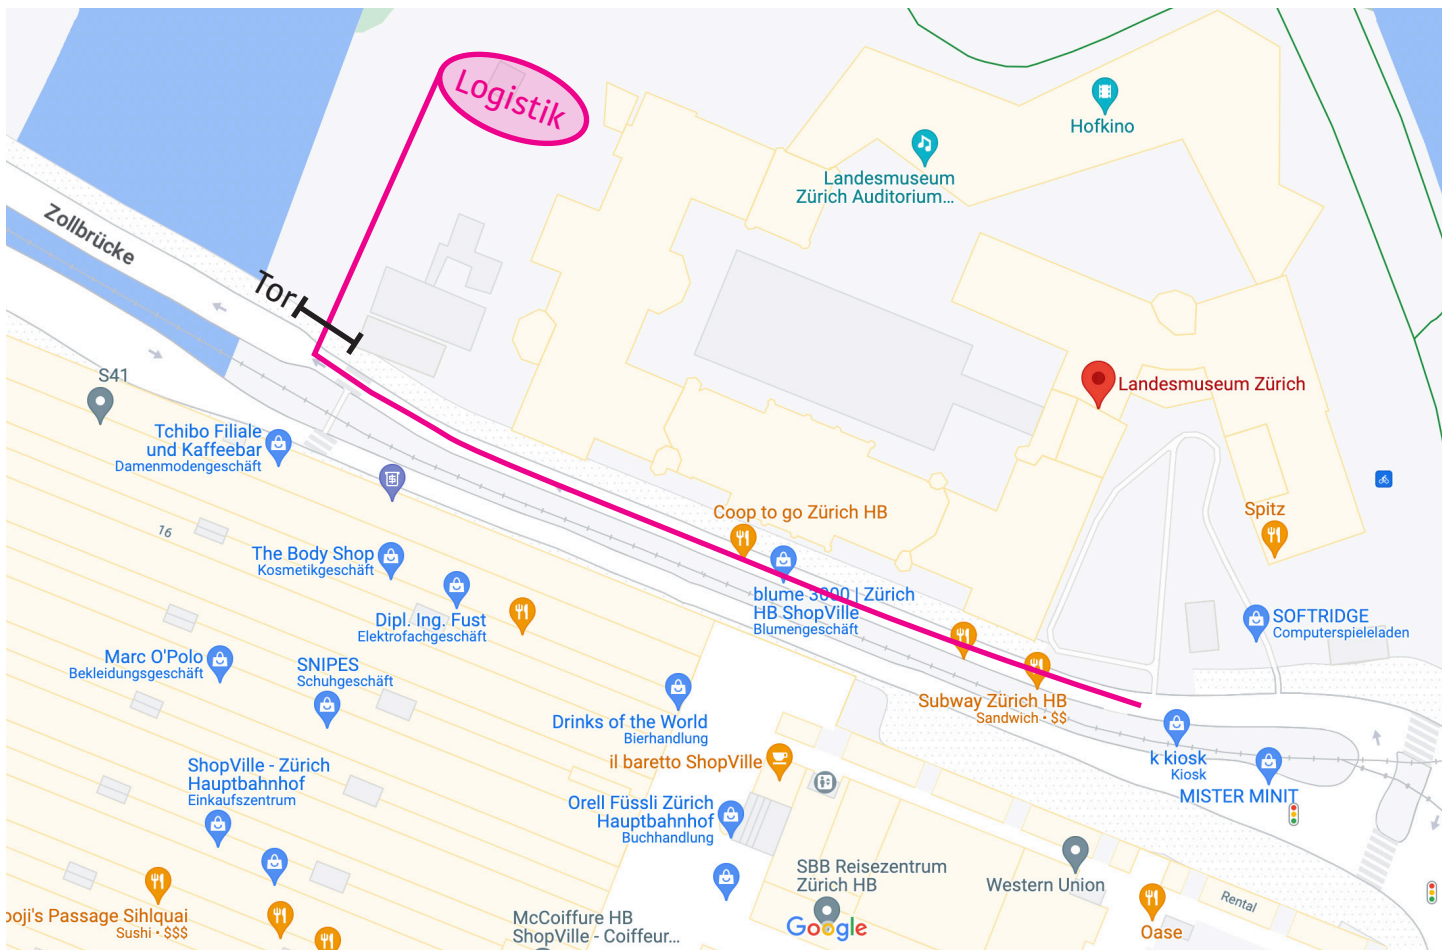 Logistik
Hofkino
Landesmuseum
Zürich Auditorium...
Zollbrücke
Tor
S41
Landesmuseum Zürich
Tchibo Filiale
und Kaffeebar
Damenmodengeschäft
16
Coop to go Zürich HB
Spitz
The Body Shop
Kosmetikgeschäft
blume 3000 | Zürich
HB ShopVille
Blumengeschäft
Dipl. Ing. Fust
Elektrofachgeschäft
SOFTRIDGE
Computerspieleladen
Marc O'Polo
Bekleidungsgeschäft
SNIPES
Schuhgeschäft
Subway Zürich HB
Sandwich • $$
Drinks of the World
Bierhandlung
il baretto ShopVille
k kiosk
Kiosk
MISTER MINIT
ShopVille - Zürich
Hauptbahnhof
Einkaufszentrum
Orell Füssli Zürich
Hauptbahnhof
Buchhandlung
SBB Reisezentrum
Zürich HB
Western Union
Rental
ooji's Passage Sihlquai
Sushi • $$$
McCoiffure HB
ShopVille - Coiffeur...
Google
Oase